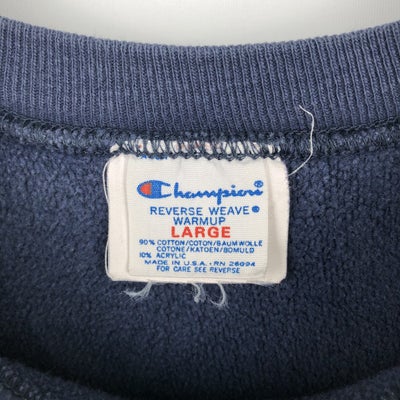 Champion
REVERSE WEAVE®
WARMUP
LARGE
90% COTTON/COTON/BAUMWOLLE
COTONE/KATOEN/BOMULD
10% ACRYLIC
MADE IN U.S.A. · RN 26094
FOR CARE SEE REVERSE